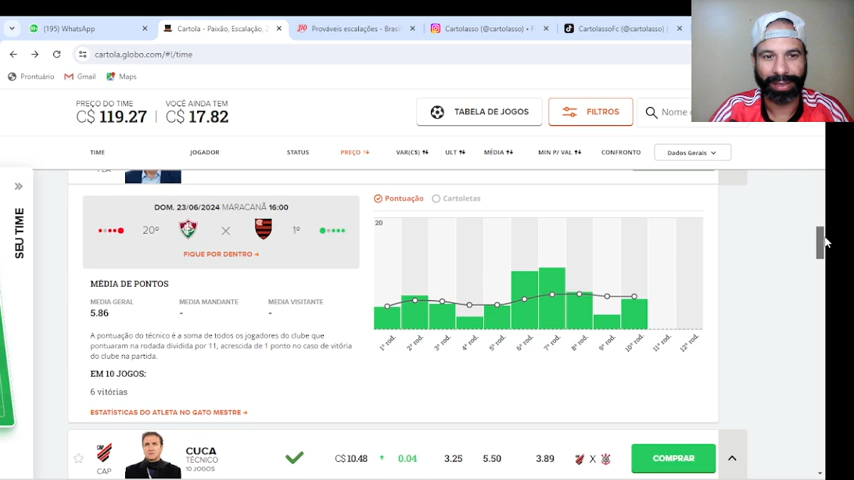 (195) WhatsApp
Cartola - Paixão, Escalação,
Prováveis escalações - Brasi
Cartolasso (@cartolasso) •
CartolassoFc (@cartolasso) |
cartola.globo.com/#!/time
Prontuário
Gmail
Maps
PREÇO DO TIME
C$ 119.27
VOCÊ AINDA TEM
C$ 17.82
TABELA DE JOGOS
FILTROS
Nome
TIME JOGADOR STATUS PREÇO VAR(C$) ULT MÉDIA MIN P/ VAL CONFRONTO
Dados Gerais
SEU TIME
DOM. 23/06/2024 MARACANÃ 16:00
20º X 1º
FIQUE POR DENTRO
MÉDIA DE PONTOS
MEDIA GERAL MEDIA MANDANTE MEDIA VISITANTE
5.86 - -
A pontuação do técnico é a soma de todos os jogadores do clube que
pontuaram na rodada dividida por 11, acrescida de 1 ponto no caso de vitória
do clube na partida.
EM 10 JOGOS:
6 vitórias
ESTATÍSTICAS DO ATLETA NO GATO MESTRE
Pontuação Cartoletas
20
1ª rod. 2ª rod. 3ª rod. 4ª rod. 5ª rod. 6ª rod. 7ª rod. 8ª rod. 9ª rod. 10ª rod. 11ª rod. 12ª rod.
CAP
CUCA
TÉCNICO
10 JOGOS
C$ 10.48 0.04 3.25 5.50 3.89 X
COMPRAR